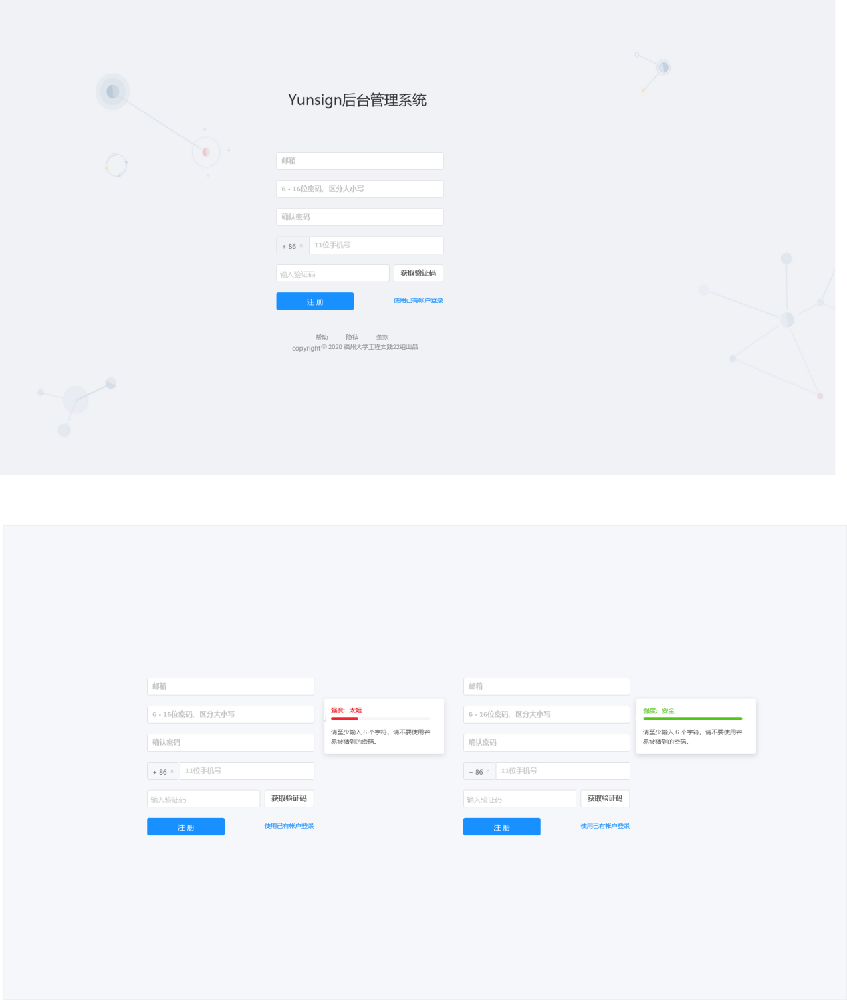 Yunsign后台管理系统
邮箱
6 - 16位密码，区分大小写
确认密码
+ 86 11位手机号
输入验证码 获取验证码
注 册 使用已有帐户登录
帮助 隐私 条款
copyright© 2020 福州大学工程实践22组出品
邮箱
6 - 16位密码，区分大小写
确认密码
+ 86 11位手机号
输入验证码 获取验证码
注 册 使用已有帐户登录
强度：太短
请至少输入 6 个字符。请不要使用容
易被猜到的密码。
邮箱
6 - 16位密码，区分大小写
确认密码
+ 86 11位手机号
输入验证码 获取验证码
注 册 使用已有帐户登录
强度：安全
请至少输入 6 个字符。请不要使用容
易被猜到的密码。